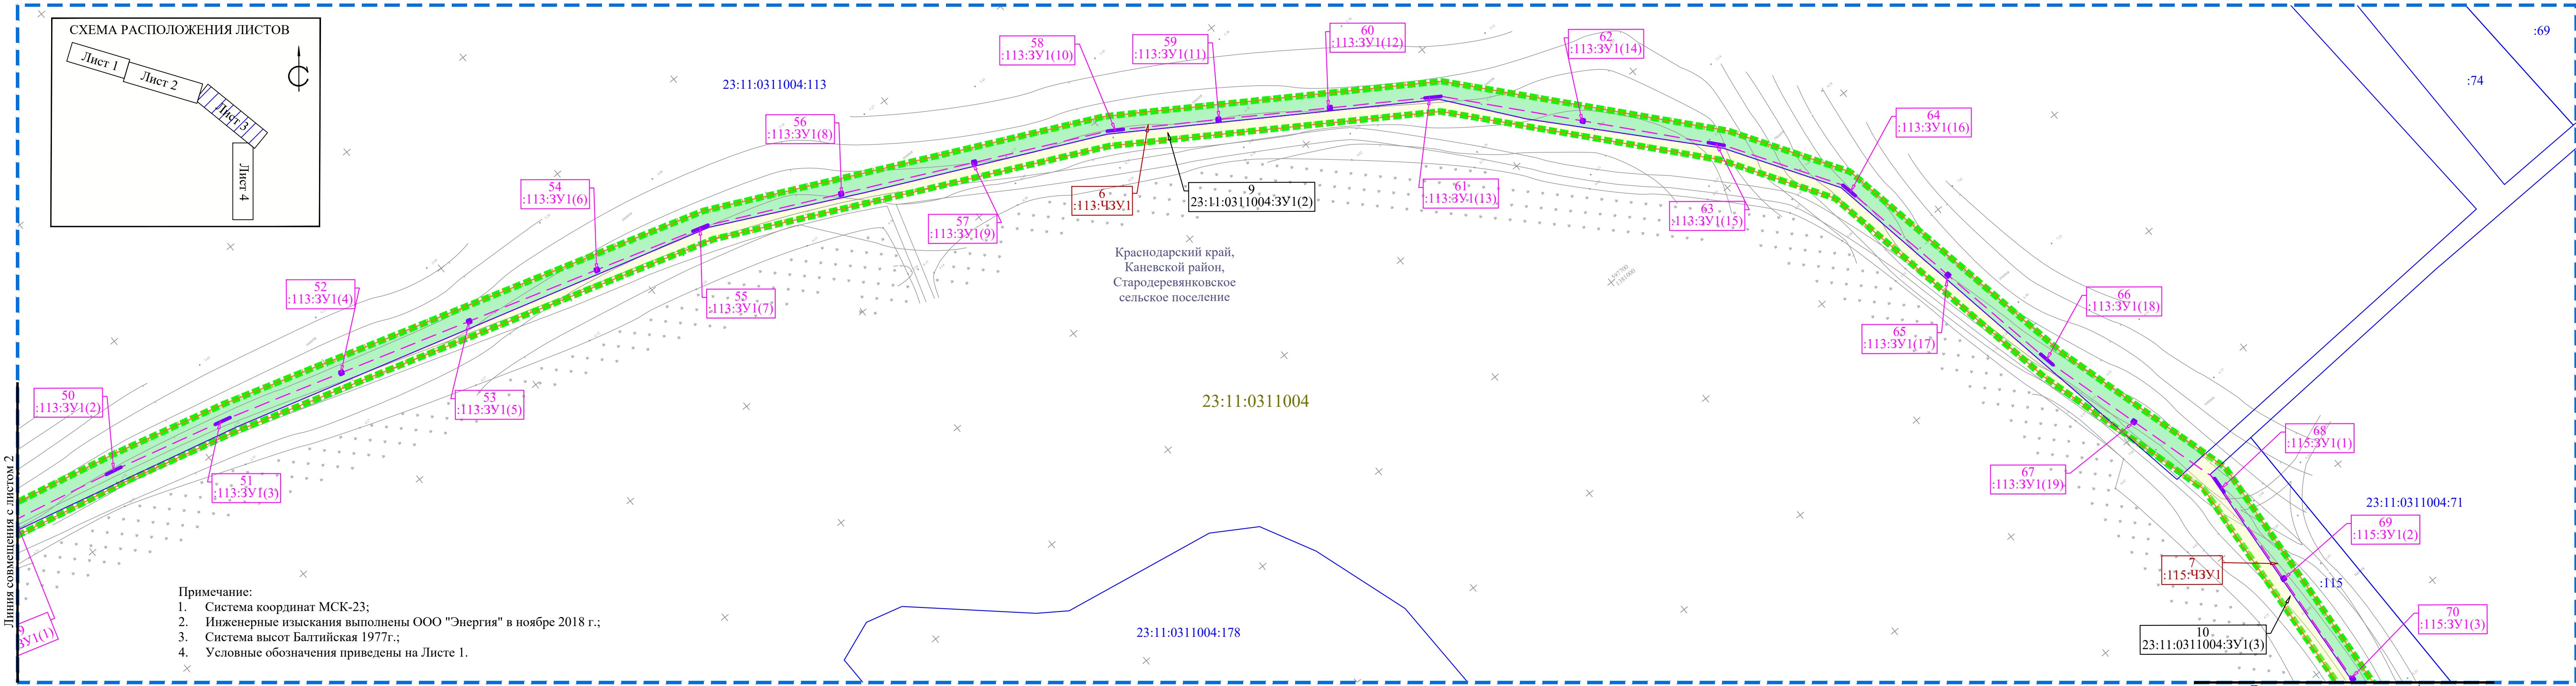 СХЕМА РАСПОЛОЖЕНИЯ ЛИСТОВ
Лист 1
Лист 2
Лист 3
Лист 4
23:11:0311004:113
58
:113:ЗУ1(10)
59
:113:ЗУ1(11)
60
:113:ЗУ1(12)
62
:113:ЗУ1(14)
:69
:74
64
:113:ЗУ1(16)
56
:113:ЗУ1(8)
54
:113:ЗУ1(6)
57
:113:ЗУ1(9)
6
:113:ЧЗУ1
9
23:11:0311004:ЗУ1(2)
61
:113:ЗУ1(13)
63
:113:ЗУ1(15)
Краснодарский край,
Каневской район,
Стародеревянковское
сельское поселение
597700
1381000
52
:113:ЗУ1(4)
55
:113:ЗУ1(7)
66
:113:ЗУ1(18)
65
:113:ЗУ1(17)
50
:113:ЗУ1(2)
53
:113:ЗУ1(5)
23:11:0311004
51
:113:ЗУ1(3)
68
:115:ЗУ1(1)
67
:113:ЗУ1(19)
23:11:0311004:71
69
:115:ЗУ1(2)
7
:115:ЧЗУ1
:115
70
:115:ЗУ1(3)
10
23:11:0311004:ЗУ1(3)
23:11:0311004:178
Линия совмещения с листом 2
9
ЗУ1(1)
Примечание:
1. Система координат МСК-23;
2. Инженерные изыскания выполнены ООО "Энергия" в ноябре 2018 г.;
3. Система высот Балтийская 1977г.;
4. Условные обозначения приведены на Листе 1.